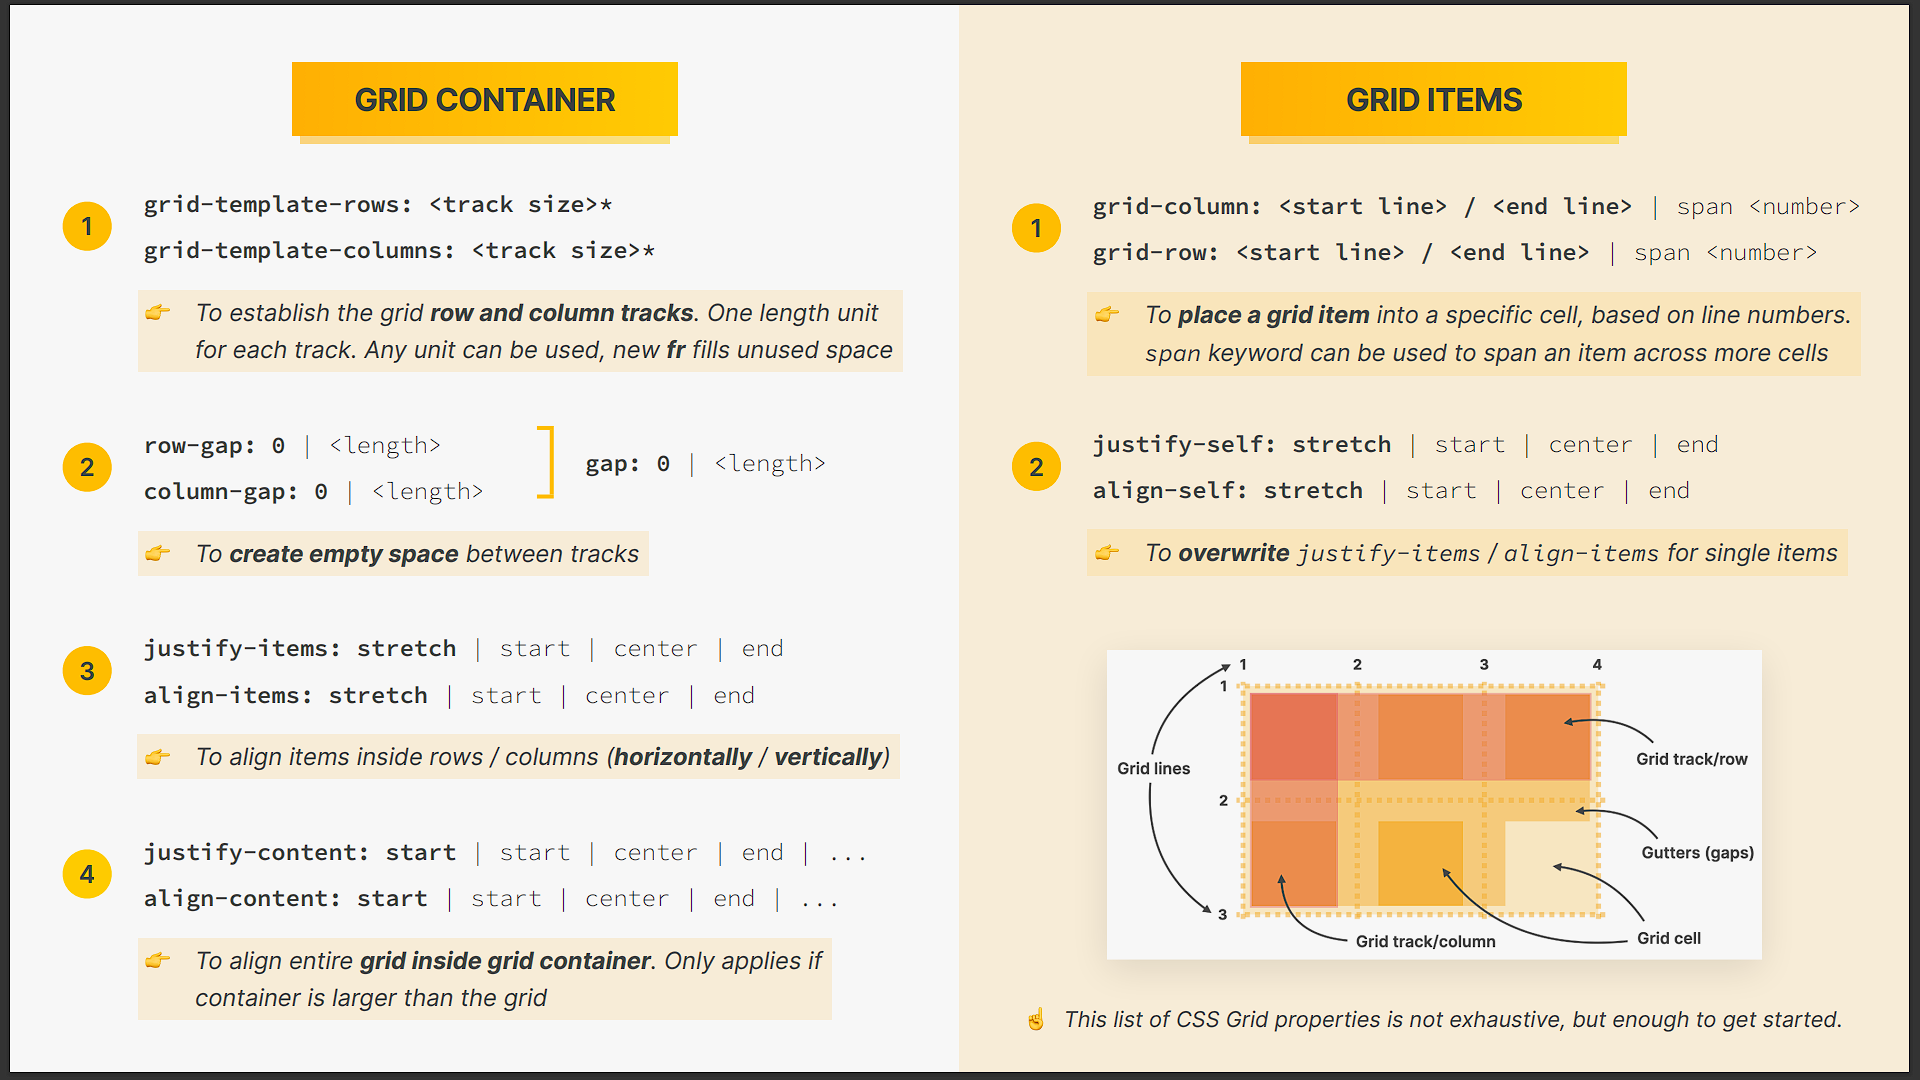 GRID CONTAINER
1
grid-template-rows: <track size>*
grid-template-columns: <track size>*
👉 To establish the grid row and column tracks. One length unit
for each track. Any unit can be used, new fr fills unused space
2
row-gap: 0 | <length>
column-gap: 0 | <length>
gap: 0 | <length>
👉 To create empty space between tracks
3
justify-items: stretch | start | center | end
align-items: stretch | start | center | end
👉 To align items inside rows / columns (horizontally / vertically)
4
justify-content: start | start | center | end | ...
align-content: start | start | center | end | ...
👉 To align entire grid inside grid container. Only applies if
container is larger than the grid
GRID ITEMS
1
grid-column: <start line> / <end line> | span <number>
grid-row: <start line> / <end line> | span <number>
👉 To place a grid item into a specific cell, based on line numbers.
span keyword can be used to span an item across more cells
2
justify-self: stretch | start | center | end
align-self: stretch | start | center | end
👉 To overwrite justify-items / align-items for single items
1 2 3 4
1
Grid track/row
Grid lines
2
Gutters (gaps)
3
Grid track/column
Grid cell
☝️ This list of CSS Grid properties is not exhaustive, but enough to get started.